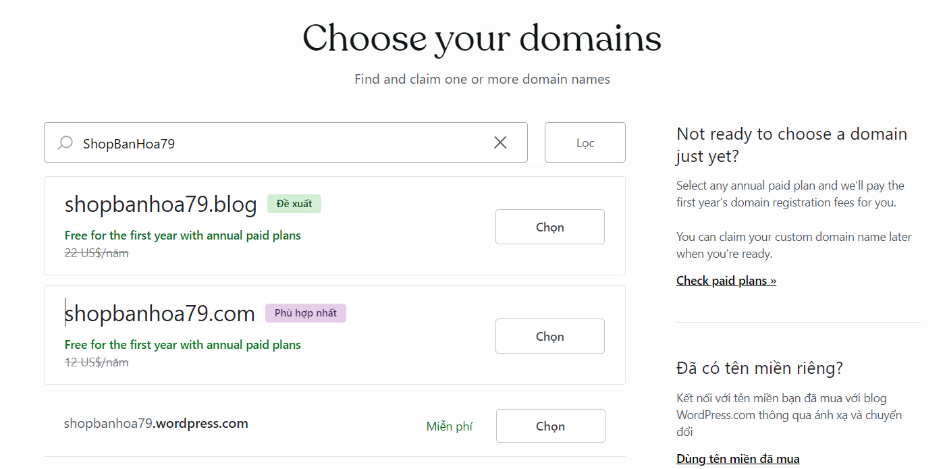 Choose your domains
Find and claim one or more domain names
ShopBanHoa79
Lọc
shopbanhoa79.blog Đề xuất
Free for the first year with annual paid plans
22 US$/năm
Chọn
shopbanhoa79.com Phù hợp nhất
Free for the first year with annual paid plans
12 US$/năm
Chọn
shopbanhoa79.wordpress.com Miễn phí Chọn
Not ready to choose a domain
just yet?
Select any annual paid plan and we'll pay the
first year's domain registration fees for you.
You can claim your custom domain name later
when you're ready.
Check paid plans »
Đã có tên miền riêng?
Kết nối với tên miền bạn đã mua với blog
WordPress.com thông qua ánh xạ và chuyển
đổi
Dùng tên miền đã mua